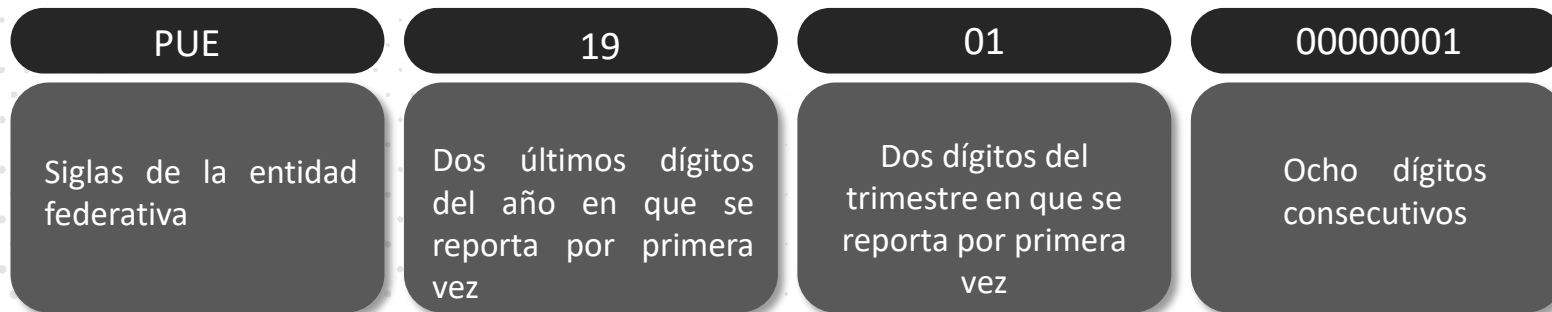 PUE
19
01
00000001
Siglas de la entidad
federativa
Dos últimos dígitos
del año en que se
reporta por primera
vez
Dos dígitos del
trimestre en que se
reporta por primera
vez
Ocho dígitos
consecutivos